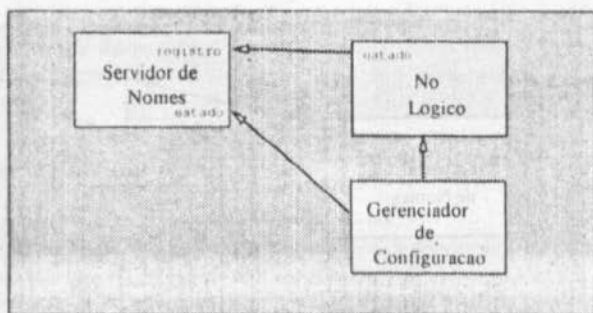 registro
Servidor de
Nomes
estado
estado
No
Logico
Gerenciador
de
Configuracao